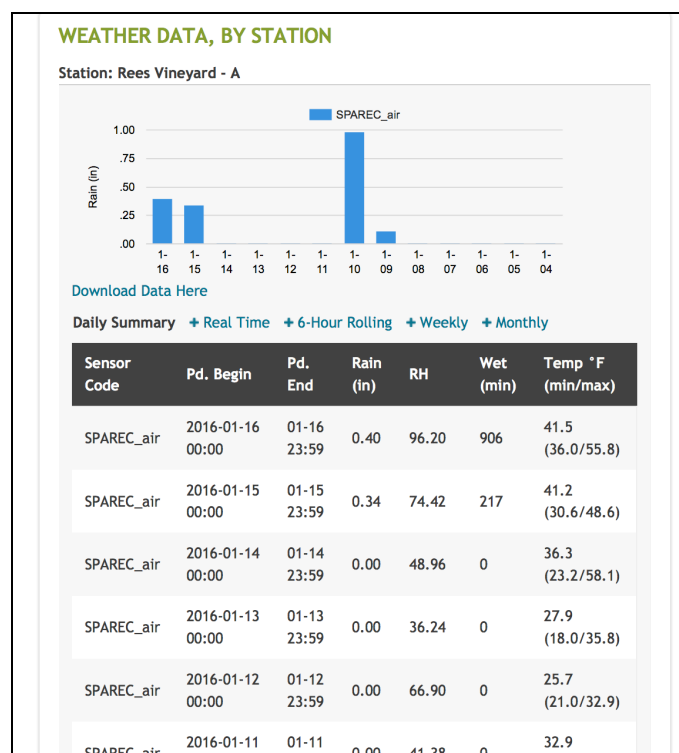 WEATHER DATA, BY STATION
Station: Rees Vineyard - A
SPAREC_air
1.00
.75
.50
.25
.00
Rain (in)
1-16 1-15 1-14 1-13 1-12 1-11 1-10 1-09 1-08 1-07 1-06 1-05 1-04
Download Data Here
Daily Summary + Real Time + 6-Hour Rolling + Weekly + Monthly
Sensor Code Pd. Begin Pd. End Rain (in) RH Wet (min) Temp °F (min/max)
SPAREC_air 2016-01-16 00:00 01-16 23:59 0.40 96.20 906 41.5 (36.0/55.8)
SPAREC_air 2016-01-15 00:00 01-15 23:59 0.34 74.42 217 41.2 (30.6/48.6)
SPAREC_air 2016-01-14 00:00 01-14 23:59 0.00 48.96 0 36.3 (23.2/58.1)
SPAREC_air 2016-01-13 00:00 01-13 23:59 0.00 36.24 0 27.9 (18.0/35.8)
SPAREC_air 2016-01-12 00:00 01-12 23:59 0.00 66.90 0 25.7 (21.0/32.9)
SPAREC_air 2016-01-11 01-11 0.00 41.38 0 32.9